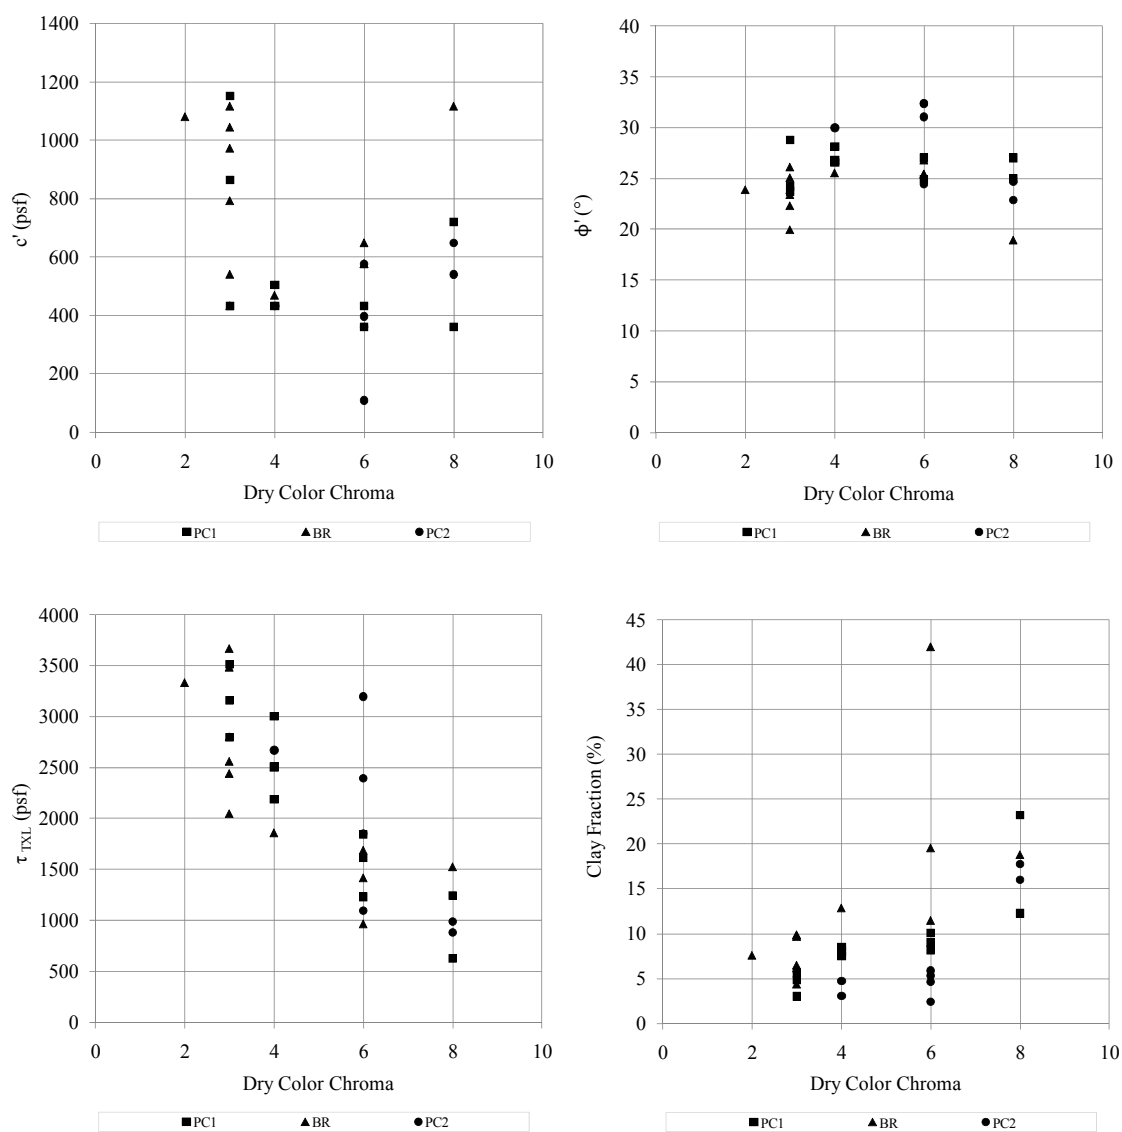 1400
1200
1000
800
600
400
200
0
c' (psf)
0 2 4 6 8 10
Dry Color Chroma
PC1 BR PC2
40
35
30
25
20
15
10
5
0
ϕ' (°)
0 2 4 6 8 10
Dry Color Chroma
PC1 BR PC2
4000
3500
3000
2500
2000
1500
1000
500
0
τ TXL (psf)
0 2 4 6 8 10
Dry Color Chroma
PC1 BR PC2
45
40
35
30
25
20
15
10
5
0
Clay Fraction (%)
0 2 4 6 8 10
Dry Color Chroma
PC1 BR PC2